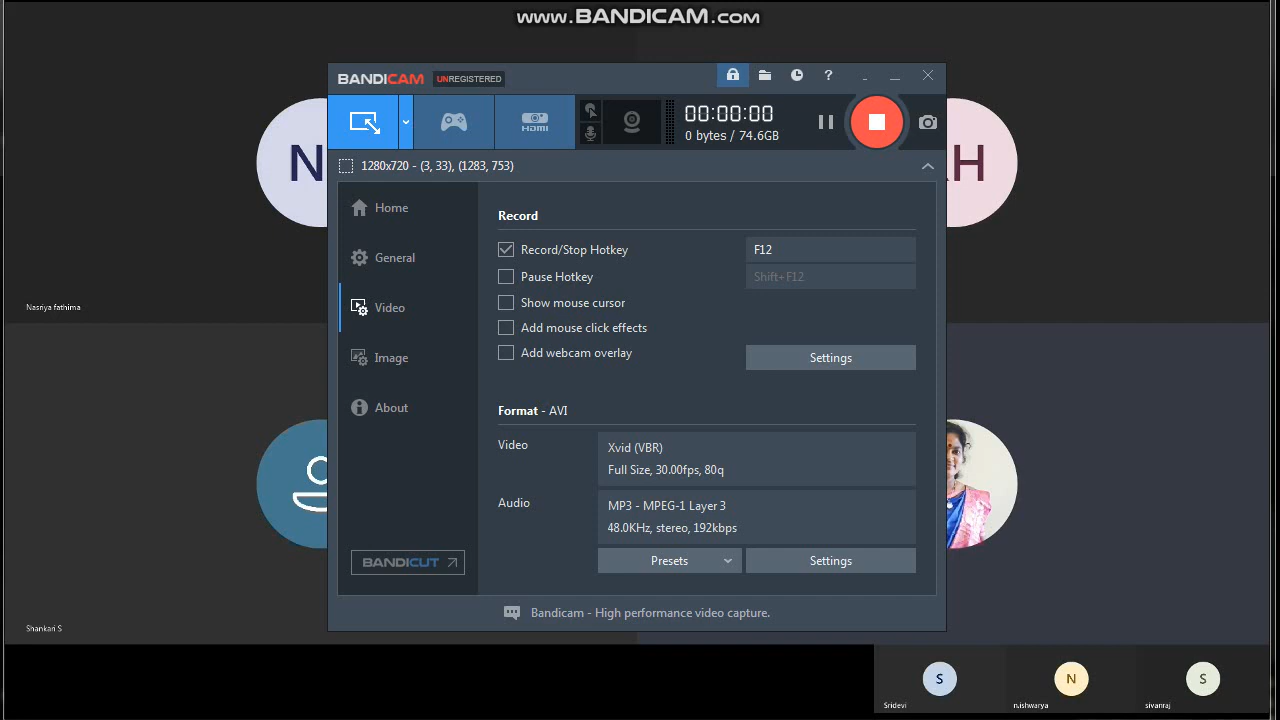 www.BANDICAM.com
BANDICAM UNREGISTERED
?
HDMI
00:00:00
0 bytes / 74.6GB
1280x720 - (3, 33), (1283, 753)
N
H
Home
General
Video
Image
About
BANDICUT
Record
Record/Stop Hotkey F12
Pause Hotkey Shift+F12
Show mouse cursor
Add mouse click effects
Add webcam overlay Settings
Format - AVI
Video Xvid (VBR)
Full Size, 30.00fps, 80q
Audio MP3 - MPEG-1 Layer 3
48.0KHz, stereo, 192kbps
Presets Settings
Bandicam - High performance video capture.
Nasriya fathima
Shankari S
S N S
Sridevi n.ishwarya sivanraj